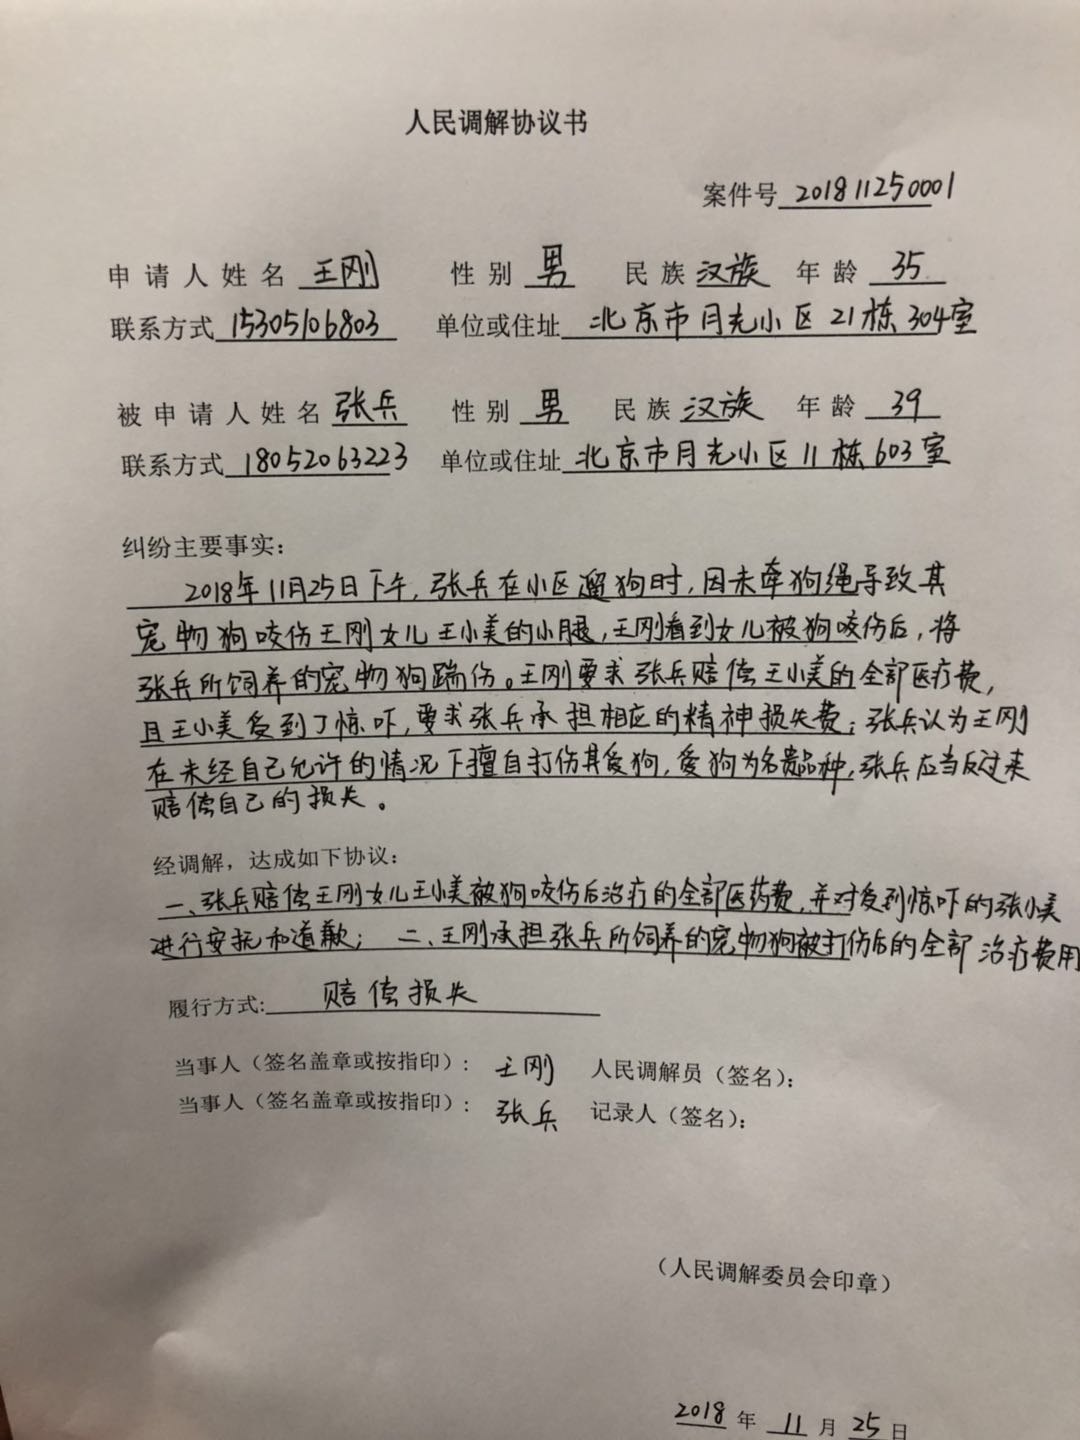 人民调解协议书
案件号 201811250001
申请人姓名 王刚 性别 男 民族 汉族 年龄 35
联系方式 15305106803 单位或住址 北京市月光小区21栋304室
被申请人姓名 张兵 性别 男 民族 汉族 年龄 39
联系方式 18052063223 单位或住址 北京市月光小区11栋603室
纠纷主要事实：
2018年11月25日下午，张兵在小区遛狗时，因未牵狗绳导致其
宠物狗咬伤王刚女儿王小美的小腿，王刚看到女儿被狗咬伤后，将
张兵所饲养的宠物狗踹伤。王刚要求张兵赔偿王小美的全部医疗费，
且王小美受到了惊吓，要求张兵承担相应的精神损失费；张兵认为王刚
在未经自己允许的情况下擅自打伤其爱狗，爱狗为名贵品种，张兵应当反过来
赔偿自己的损失。
经调解，达成如下协议：
一、张兵赔偿王刚女儿王小美被狗咬伤后治疗的全部医药费，并对受到惊吓的张小美
进行安抚和道歉； 二、王刚承担张兵所饲养的宠物狗被打伤后的全部治疗费用
履行方式： 赔偿损失
当事人（签名盖章或按指印）： 王刚 人民调解员（签名）：
当事人（签名盖章或按指印）： 张兵 记录人（签名）：
（人民调解委员会印章）
2018 年 11 月 25 日